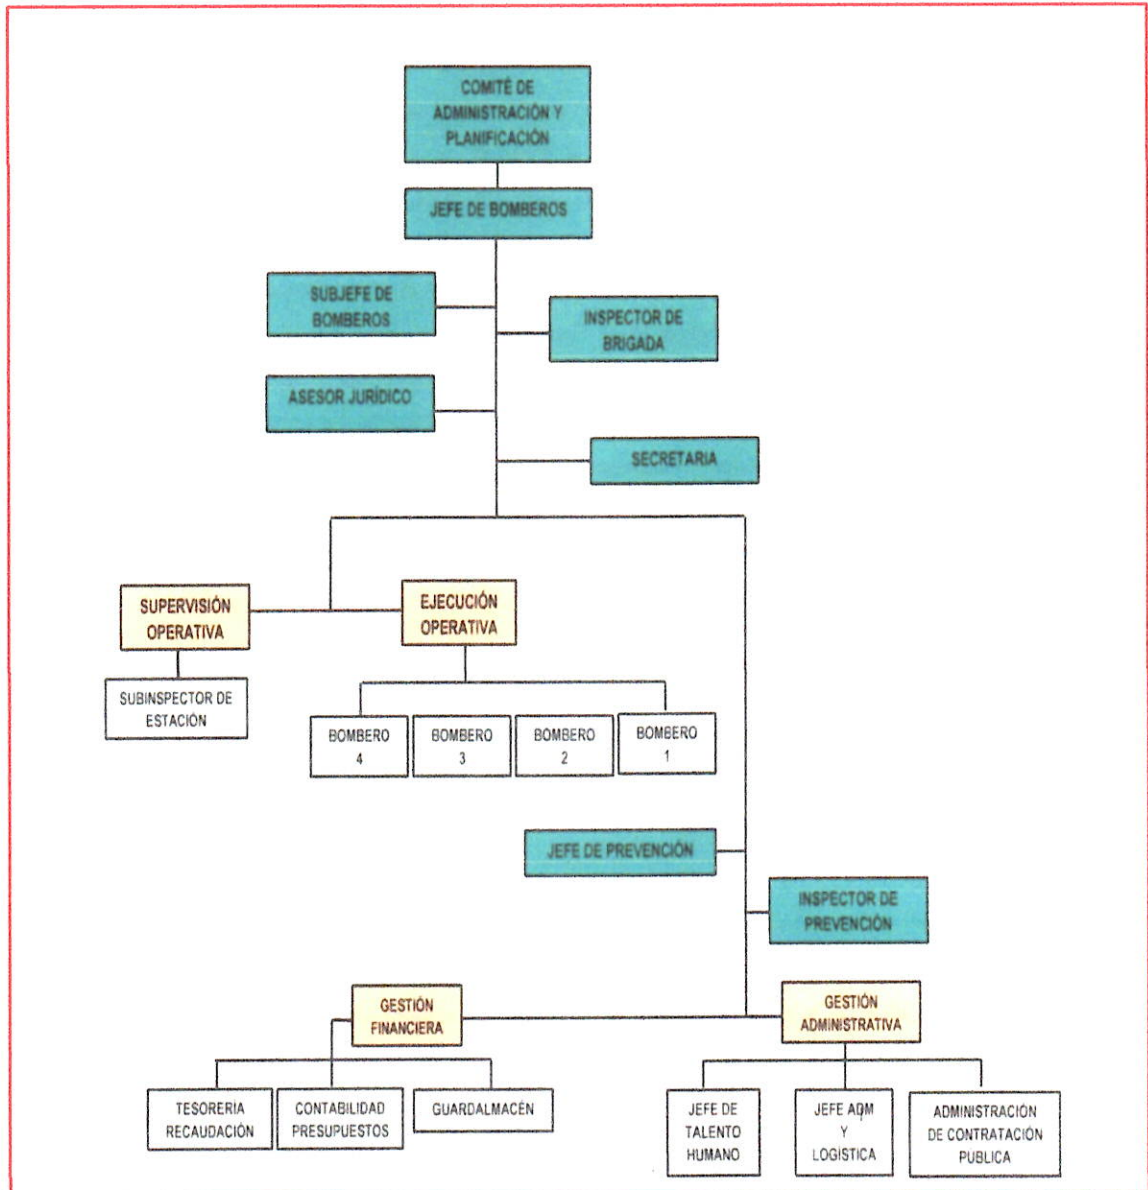 COMITÉ DE
ADMINISTRACIÓN Y
PLANIFICACIÓN
JEFE DE BOMBEROS
SUBJEFE DE
BOMBEROS
INSPECTOR DE
BRIGADA
ASESOR JURÍDICO
SECRETARIA
SUPERVISIÓN
OPERATIVA
EJECUCIÓN
OPERATIVA
SUBINSPECTOR DE
ESTACIÓN
BOMBERO
4
BOMBERO
3
BOMBERO
2
BOMBERO
1
JEFE DE PREVENCIÓN
INSPECTOR DE
PREVENCIÓN
GESTIÓN
FINANCIERA
GESTIÓN
ADMINISTRATIVA
TESORERÍA
RECAUDACIÓN
CONTABILIDAD
PRESUPUESTOS
GUARDALMACÉN
JEFE DE
TALENTO
HUMANO
JEFE ADM
Y
LOGÍSTICA
ADMINISTRACIÓN
DE CONTRATACIÓN
PUBLICA